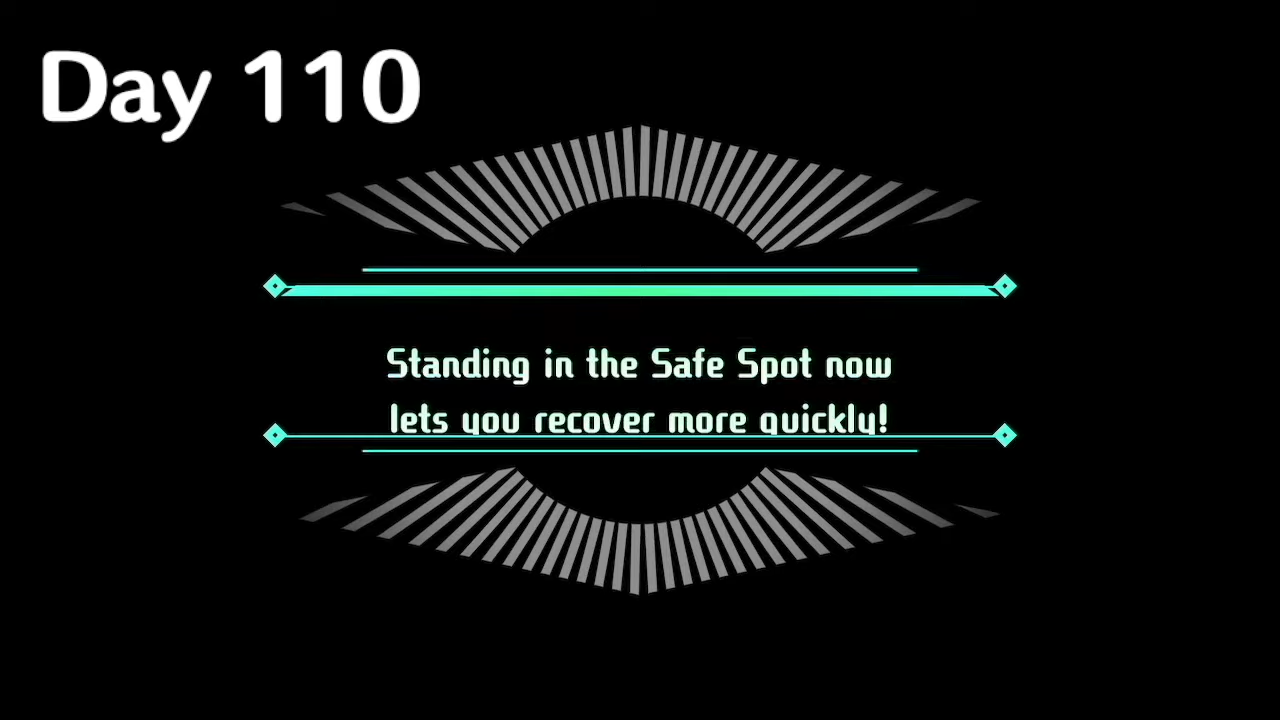 Day 110
Standing in the Safe Spot now
lets you recover more quickly!